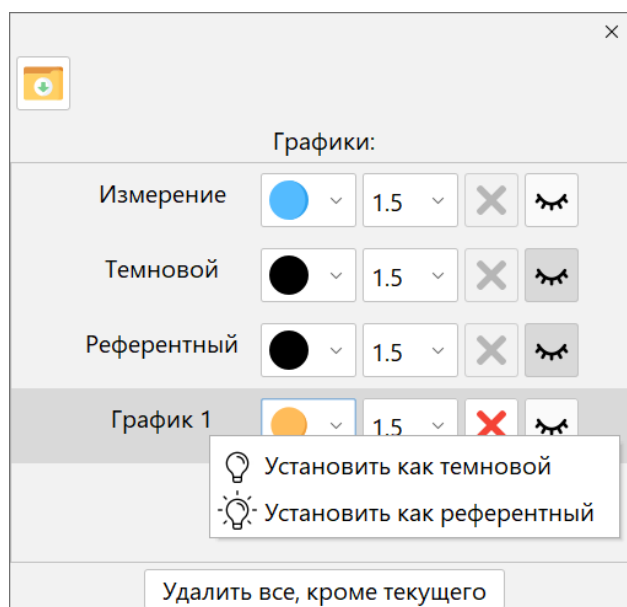 Графики:
Измерение 1.5
Темновой 1.5
Референтный 1.5
График 1 1.5
Установить как темновой
Установить как референтный
Удалить все, кроме текущего